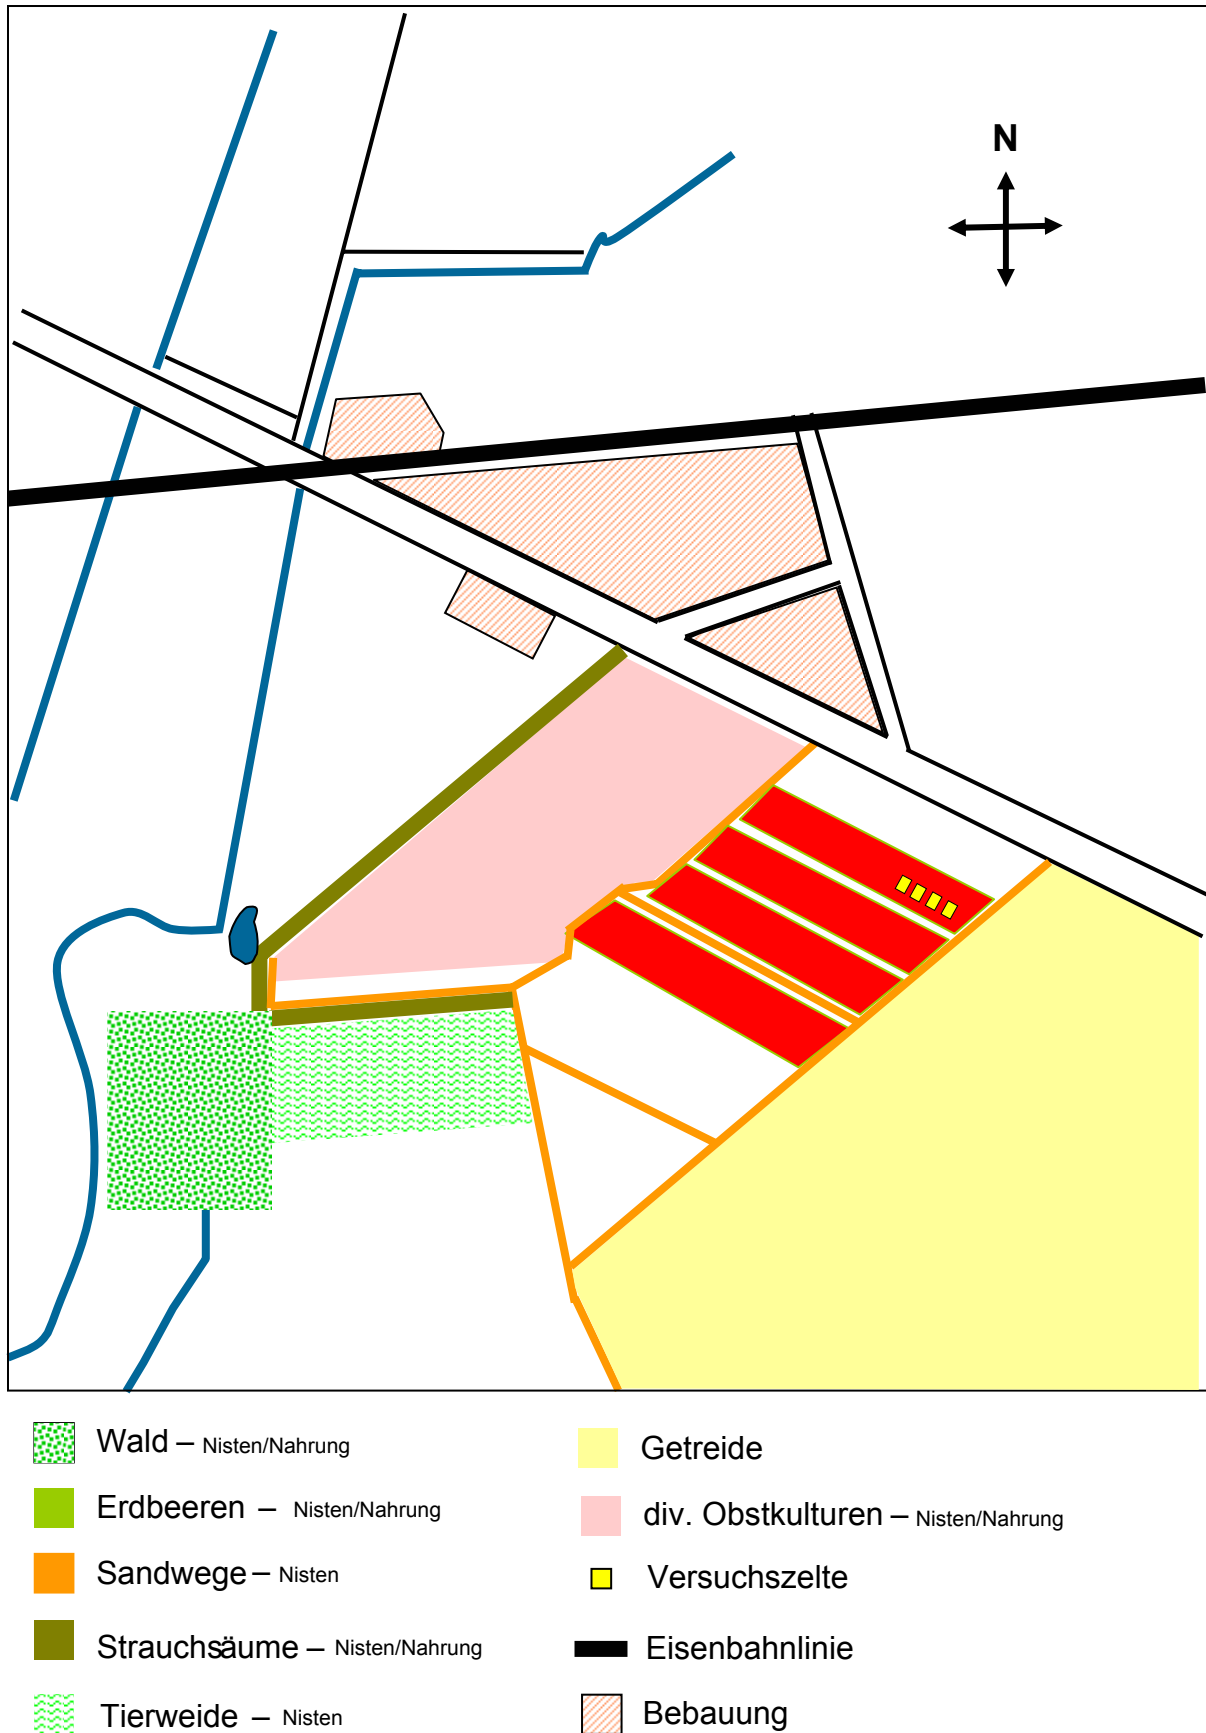 N
Wald – Nisten/Nahrung
Erdbeeren – Nisten/Nahrung
Sandwege – Nisten
Strauchsäume – Nisten/Nahrung
Tierweide – Nisten
Getreide
div. Obstkulturen – Nisten/Nahrung
Versuchszelte
Eisenbahnlinie
Bebauung